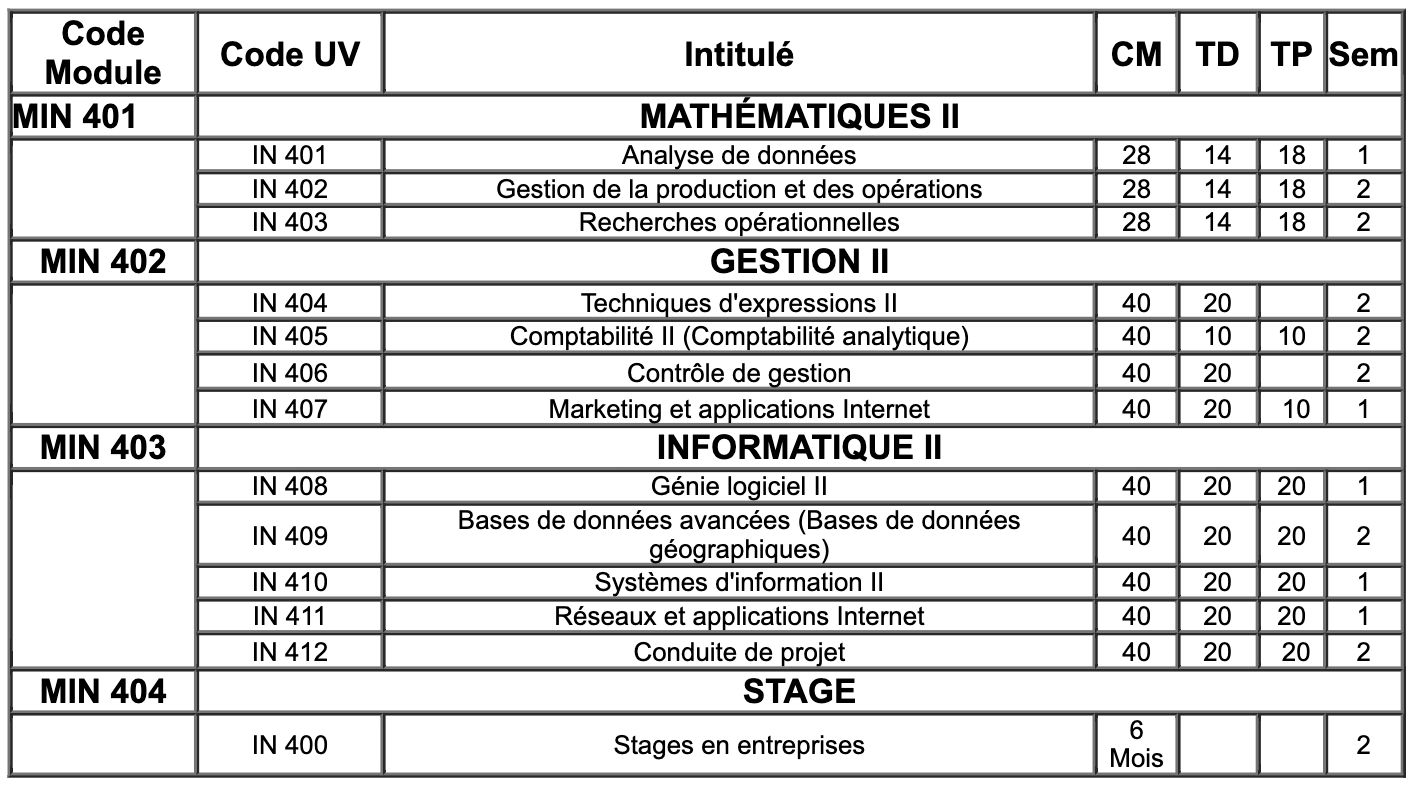 Code Module Code UV Intitulé CM TD TP Sem
MIN 401 MATHÉMATIQUES II
IN 401 Analyse de données 28 14 18 1
IN 402 Gestion de la production et des opérations 28 14 18 2
IN 403 Recherches opérationnelles 28 14 18 2
MIN 402 GESTION II
IN 404 Techniques d'expressions II 40 20 2
IN 405 Comptabilité II (Comptabilité analytique) 40 10 10 2
IN 406 Contrôle de gestion 40 20 2
IN 407 Marketing et applications Internet 40 20 10 1
MIN 403 INFORMATIQUE II
IN 408 Génie logiciel II 40 20 20 1
IN 409 Bases de données avancées (Bases de données géographiques) 40 20 20 2
IN 410 Systèmes d'information II 40 20 20 1
IN 411 Réseaux et applications Internet 40 20 20 1
IN 412 Conduite de projet 40 20 20 2
MIN 404 STAGE
IN 400 Stages en entreprises 6 Mois 2